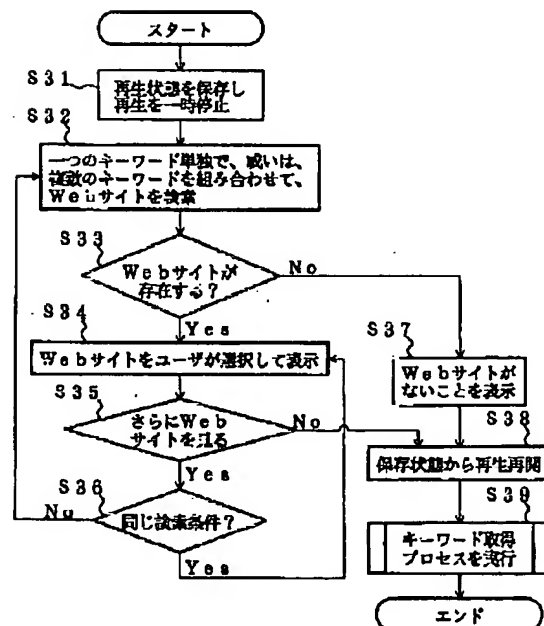 スタート
S31
再生状態を保存し
再生を一時停止
S32
一つのキーワード単独で、或いは、
複数のキーワードを組み合わせて、
Webサイトを検索
S33
Webサイトが
存在する?
No
Yes
S34
Webサイトをユーザが選択して表示
S37
Webサイトが
ないことを表示
S35
さらにWeb
サイトを見る
No
Yes
S38
保存状態から再生再開
S36
同じ検索条件?
No
Yes
S39
キーワード取得
プロセスを実行
エンド